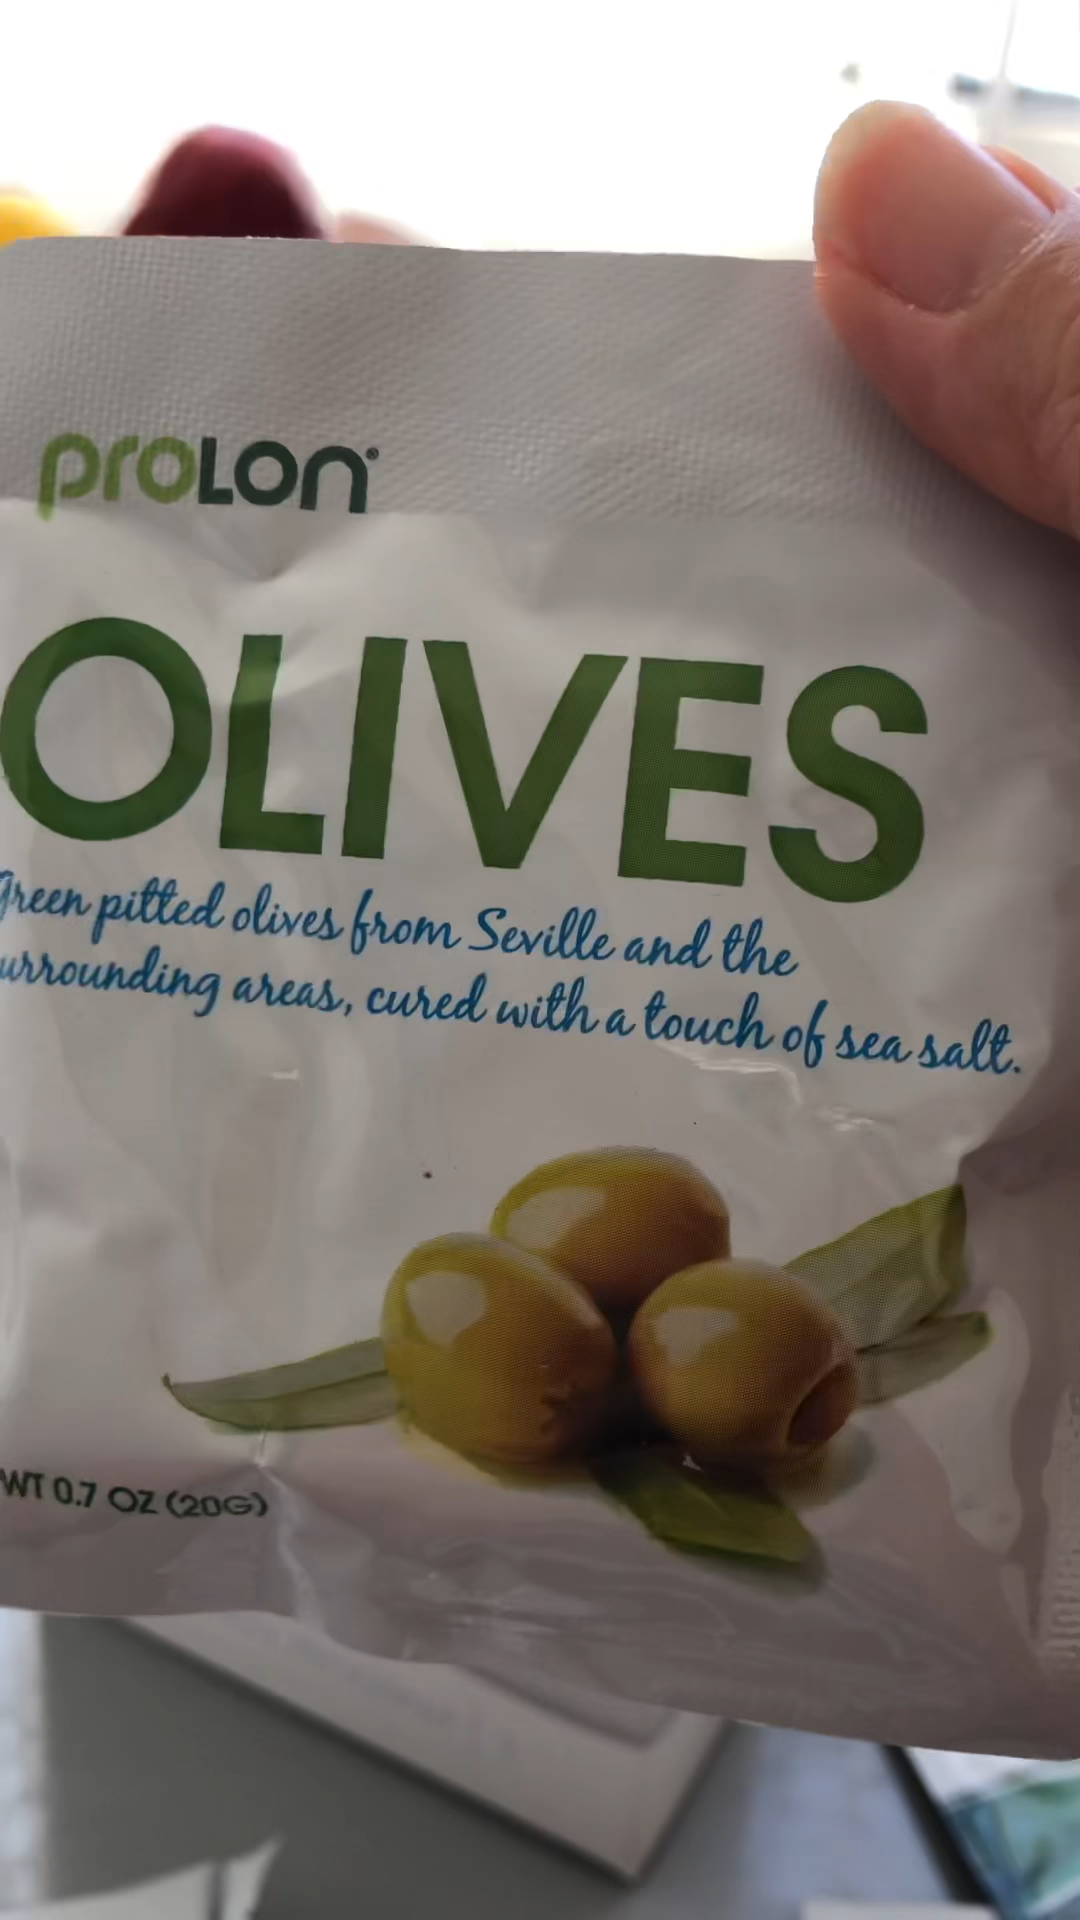 proLon®
OLIVES
Green pitted olives from Seville and the
urrounding areas, cured with a touch of sea salt.
WT 0.7 OZ (20G)